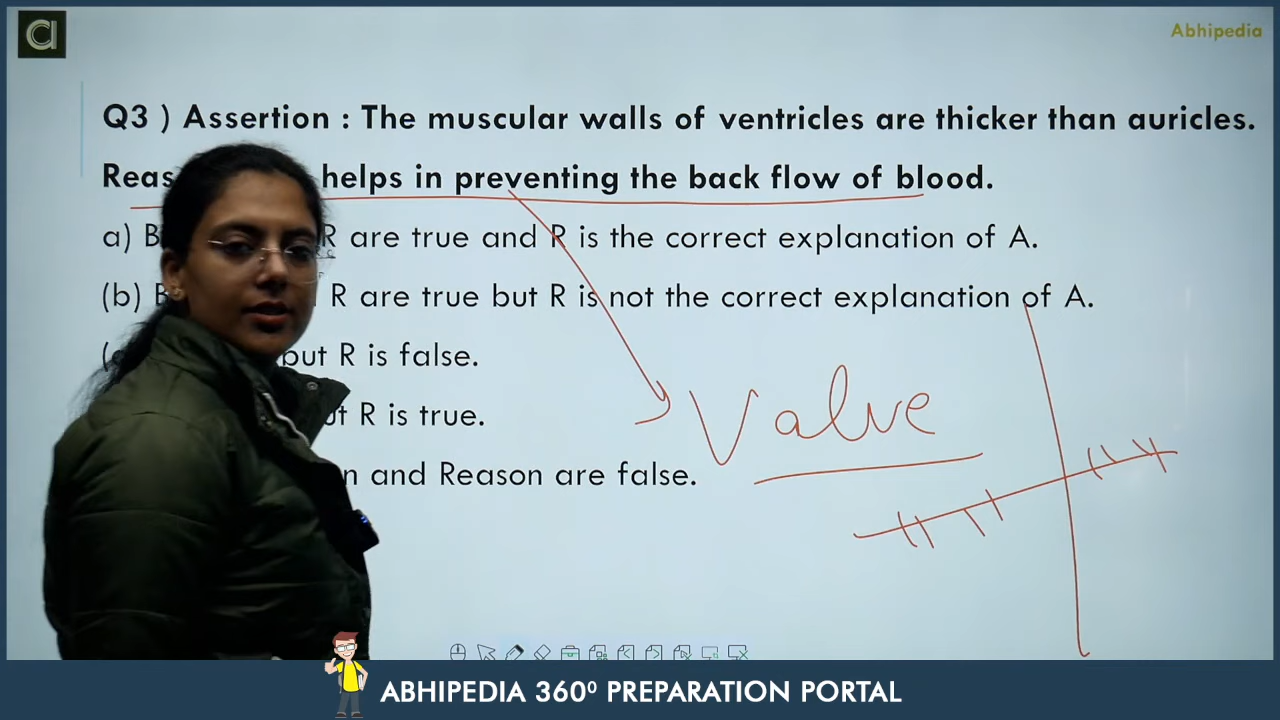 Abhipedia
Q3 ) Assertion : The muscular walls of ventricles are thicker than auricles.
helps in preventing the back flow of blood.
a) R are true and R is the correct explanation of A.
(b) R are true but R is not the correct explanation of A.
but R is false.
R is true.
and Reason are false.
Valve
ABHIPEDIA 360⁰ PREPARATION PORTAL